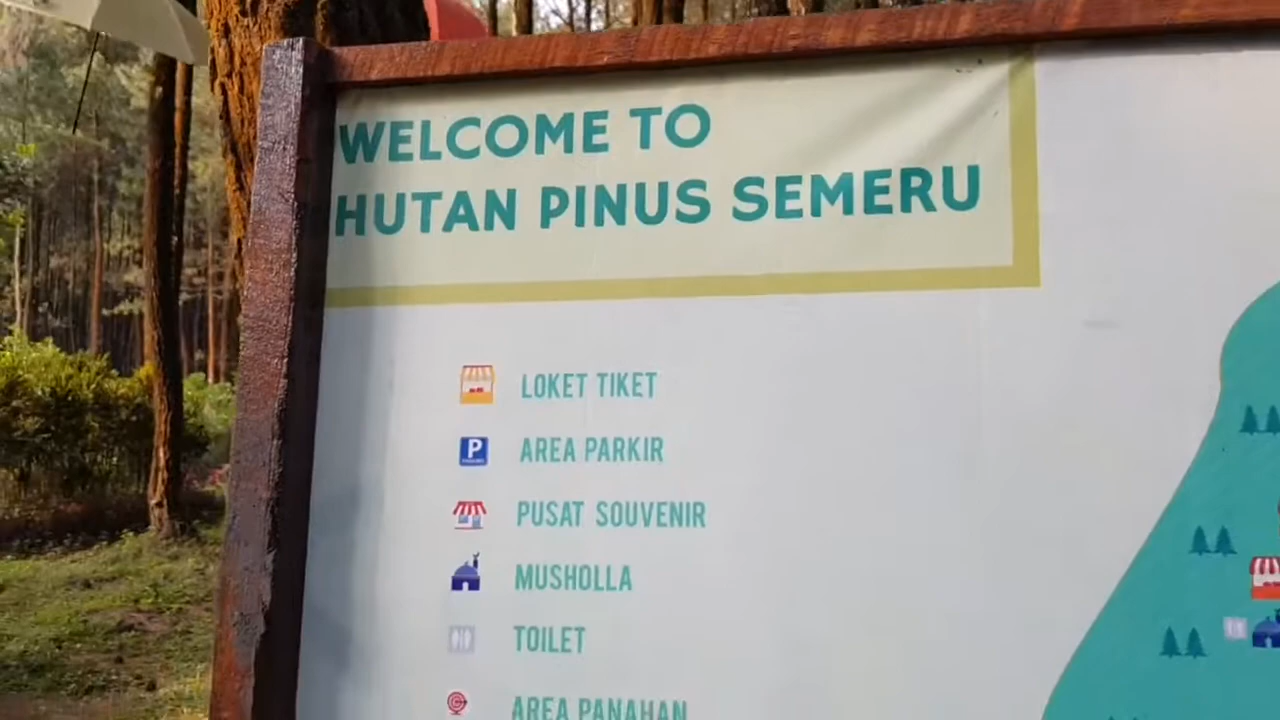 WELCOME TO
HUTAN PINUS SEMERU
LOKET TIKET
P
AREA PARKIR
PUSAT SOUVENIR
MUSHOLLA
TOILET
AREA PANAHAN